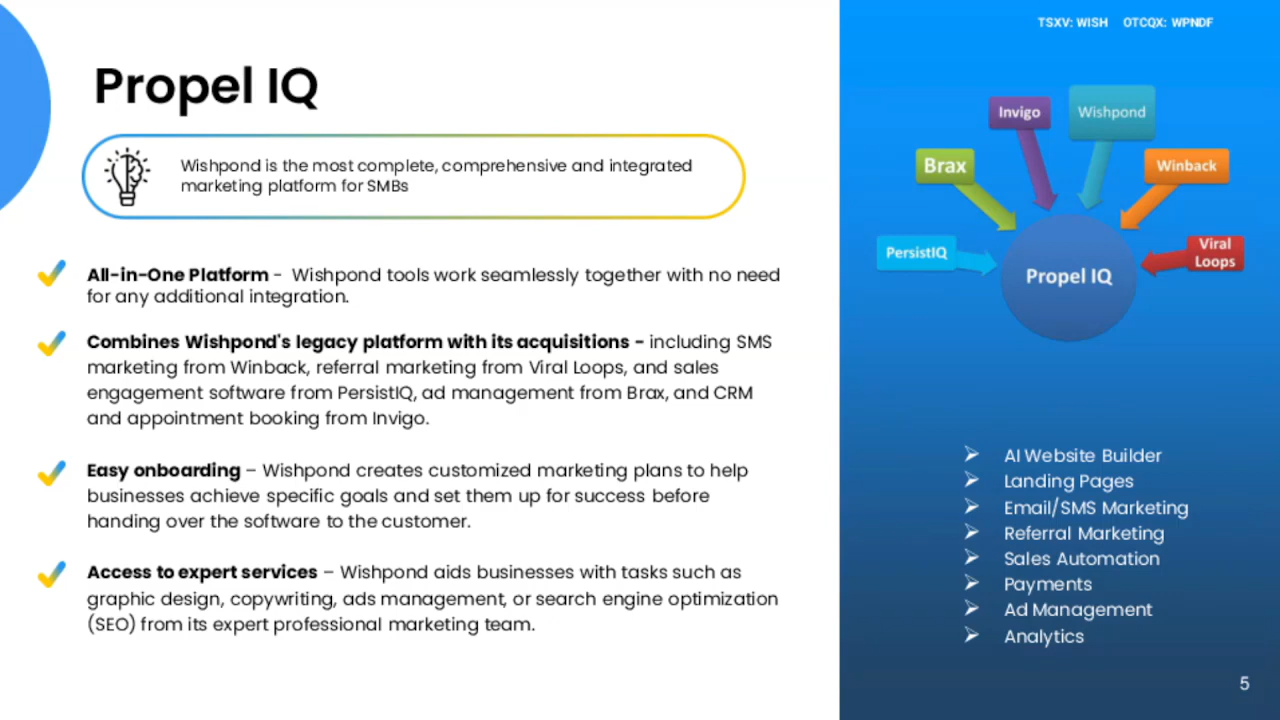 TSXV: WISH OTCQX: WPNDF
Propel IQ
Wishpond is the most complete, comprehensive and integrated
marketing platform for SMBs
All-in-One Platform - Wishpond tools work seamlessly together with no need
for any additional integration.
Combines Wishpond's legacy platform with its acquisitions - including SMS
marketing from Winback, referral marketing from Viral Loops, and sales
engagement software from PersistIQ, ad management from Brax, and CRM
and appointment booking from Invigo.
Easy onboarding – Wishpond creates customized marketing plans to help
businesses achieve specific goals and set them up for success before
handing over the software to the customer.
Access to expert services – Wishpond aids businesses with tasks such as
graphic design, copywriting, ads management, or search engine optimization
(SEO) from its expert professional marketing team.
PersistIQ
Brax
Invigo
Wishpond
Winback
Viral
Loops
Propel IQ
AI Website Builder
Landing Pages
Email/SMS Marketing
Referral Marketing
Sales Automation
Payments
Ad Management
Analytics
5